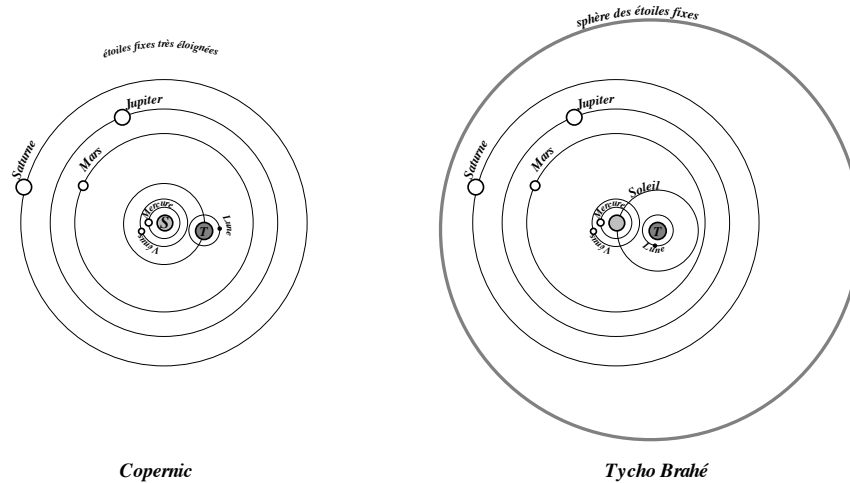 étoiles fixes très éloignées
Jupiter
Saturne
Mars
Mercure
S
Vénus
T
Lune
Copernic
sphère des étoiles fixes
Jupiter
Saturne
Mars
Soleil
Mercure
Vénus
T
Lune
Tycho Brahé